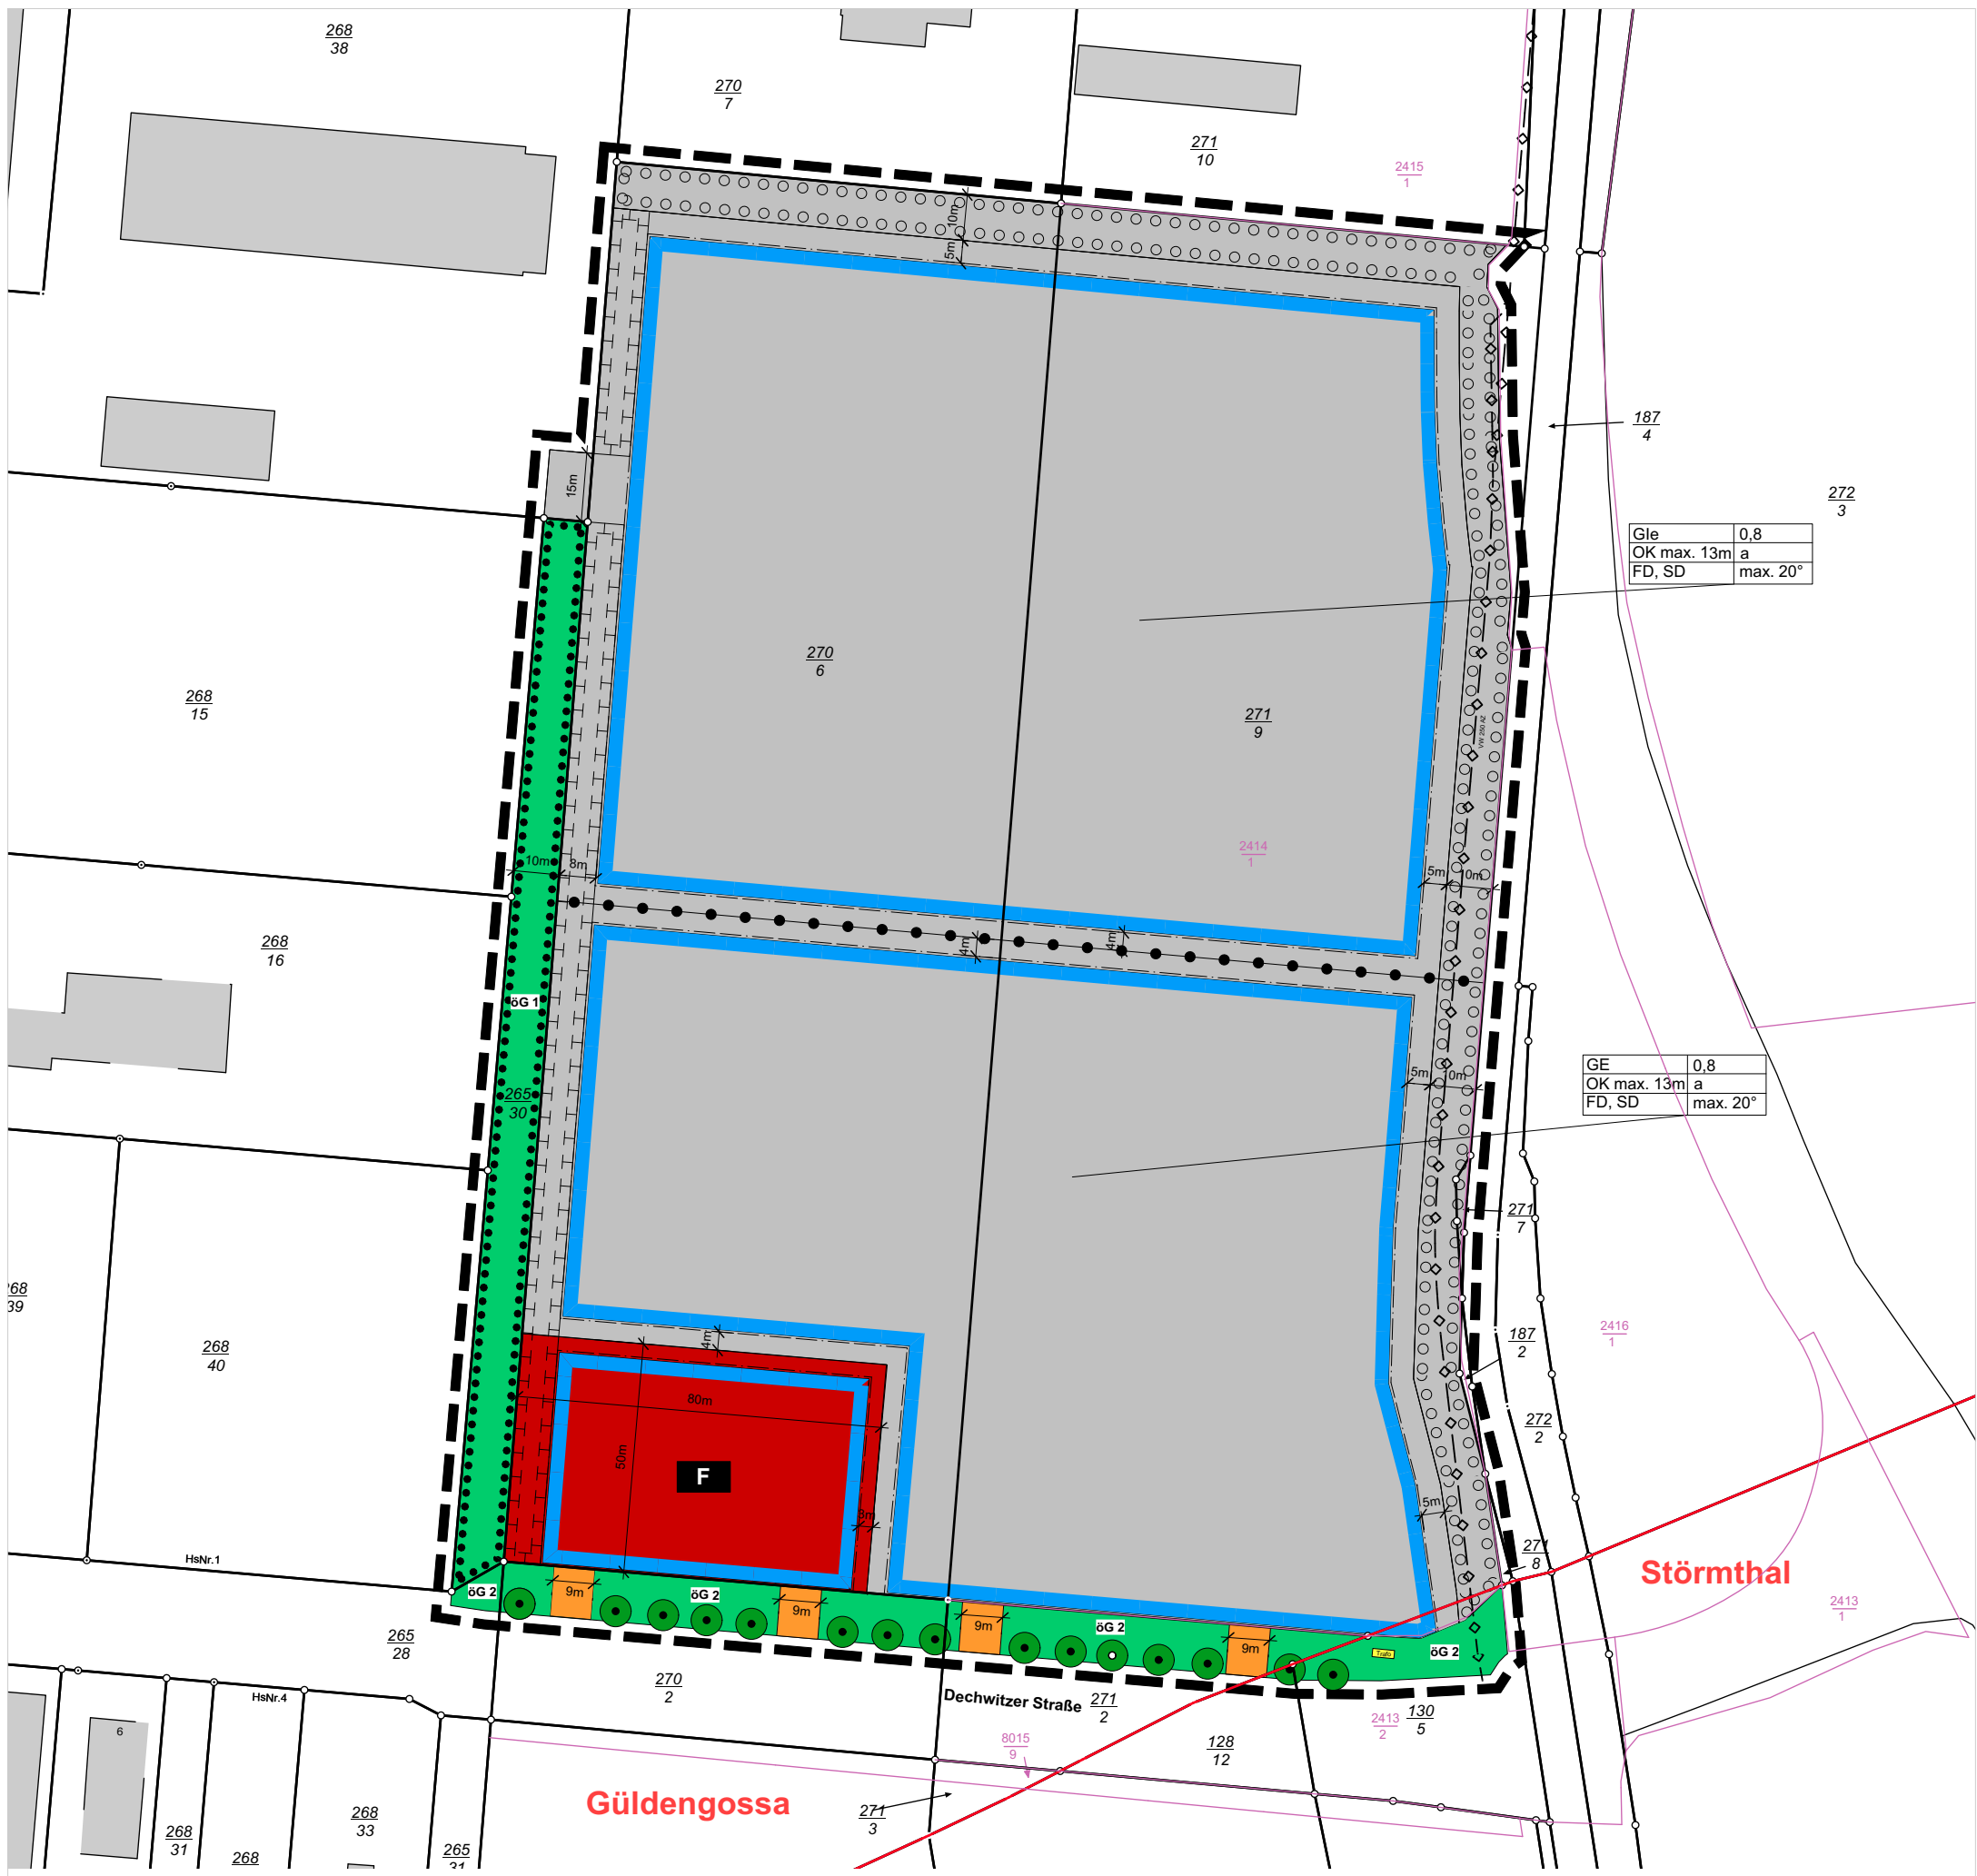 268
38
270
7
271
10
2415
1
10m
5m
187
4
272
3
15m
GIe 0,8
OK max. 13m a
FD, SD max. 20°
270
6
268
15
271
9
VW 250 AZ
2414
1
10m
8m
5m
10m
268
16
4m
4m
öG 1
265
30
5m
10m
GE 0,8
OK max. 13m a
FD, SD max. 20°
271
7
268
39
268
40
4m
187
2
2416
1
80m
50m
F
272
2
5m
8m
271
8
HsNr.1
Störmthal
öG 2
9m
öG 2
9m
9m
öG 2
9m
öG 2
Trafo
2413
1
265
28
270
2
HsNr.4
Dechwitzer Straße
271
2
2413
2
130
5
6
8015
9
128
12
Güldengossa
271
3
268
33
268
31
265
31
268